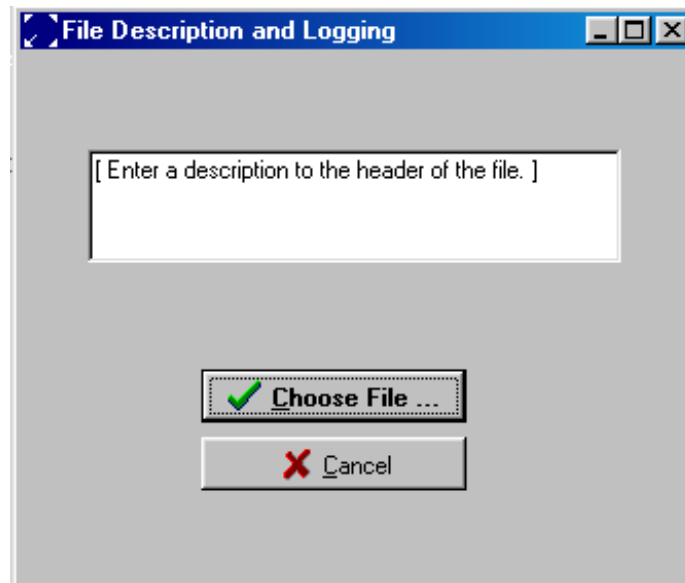 File Description and Logging
[ Enter a description to the header of the file. ]
Choose File ...
Cancel